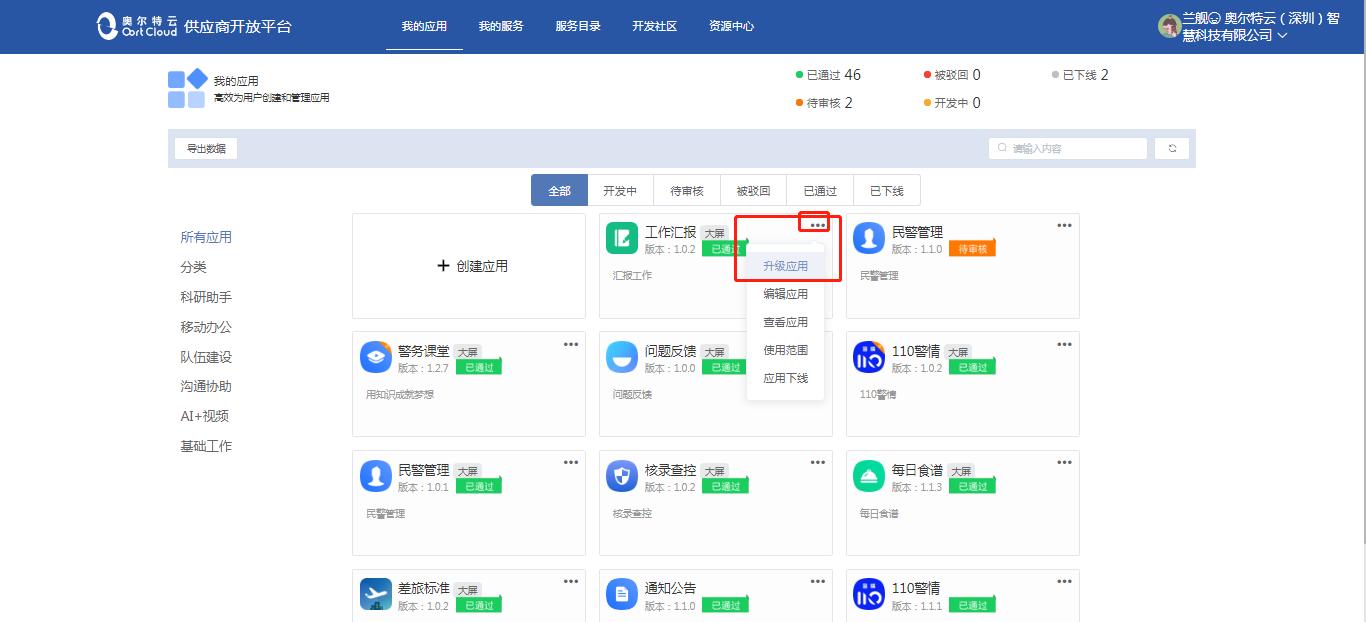 奥尔特云
Oort Cloud
供应商开放平台
我的应用
我的服务
服务目录
开发社区
资源中心
兰舰 奥尔特云（深圳）智
慧科技有限公司
我的应用
高效为用户创建和管理应用
已通过 46
被驳回 0
已下线 2
待审核 2
开发中 0
导出数据
请输入内容
全部
开发中
待审核
被驳回
已通过
已下线
所有应用
分类
科研助手
移动办公
队伍建设
沟通协助
AI+视频
基础工作
创建应用
工作汇报 大屏
版本：1.0.2 已通过
汇报工作
升级应用
编辑应用
查看应用
使用范围
应用下线
民警管理
版本：1.1.0 待审核
民警管理
警务课堂 大屏
版本：1.2.7 已通过
用知识成就梦想
问题反馈 大屏
版本：1.0.0 已通过
问题反馈
110警情 大屏
版本：1.0.2 已通过
110警情
民警管理 大屏
版本：1.0.1 已通过
民警管理
核录查控 大屏
版本：1.0.2 已通过
核录查控
每日食谱 大屏
版本：1.1.3 已通过
每日食谱
差旅标准 大屏
版本：1.0.2 已通过
通知公告
版本：1.1.0 已通过
110警情
版本：1.1.1 已通过